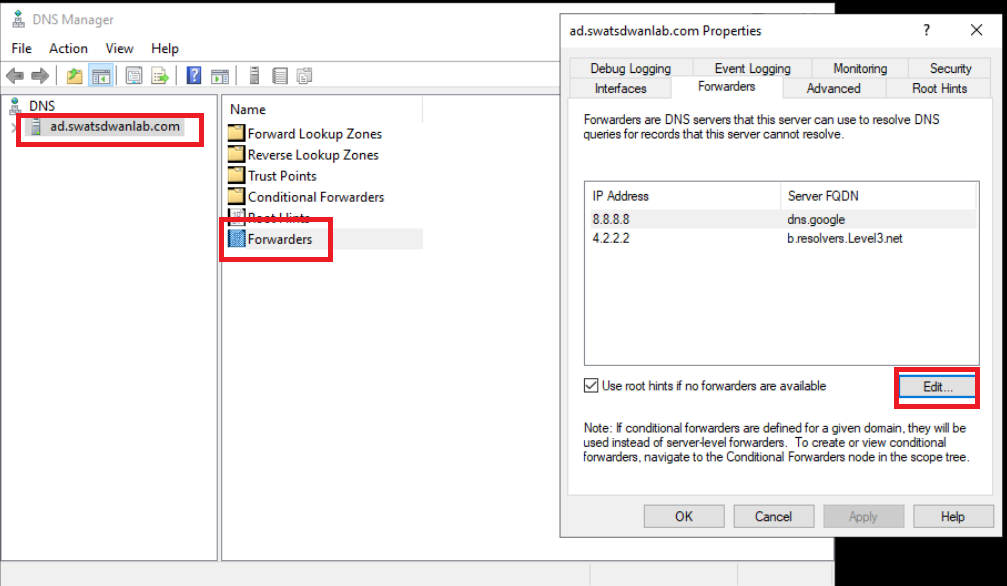 DNS Manager
File Action View Help
DNS
ad.swatsdwanlab.com
Name
Forward Lookup Zones
Reverse Lookup Zones
Trust Points
Conditional Forwarders
Root Hints
Forwarders
ad.swatsdwanlab.com Properties
? ×
Debug Logging Event Logging Monitoring Security
Interfaces Forwarders Advanced Root Hints
Forwarders are DNS servers that this server can use to resolve DNS
queries for records that this server cannot resolve.
IP Address Server FQDN
8.8.8.8 dns.google
4.2.2.2 b.resolvers.Level3.net
Use root hints if no forwarders are available
Edit...
Note: If conditional forwarders are defined for a given domain, they will be
used instead of server-level forwarders. To create or view conditional
forwarders, navigate to the Conditional Forwarders node in the scope tree.
OK Cancel Apply Help